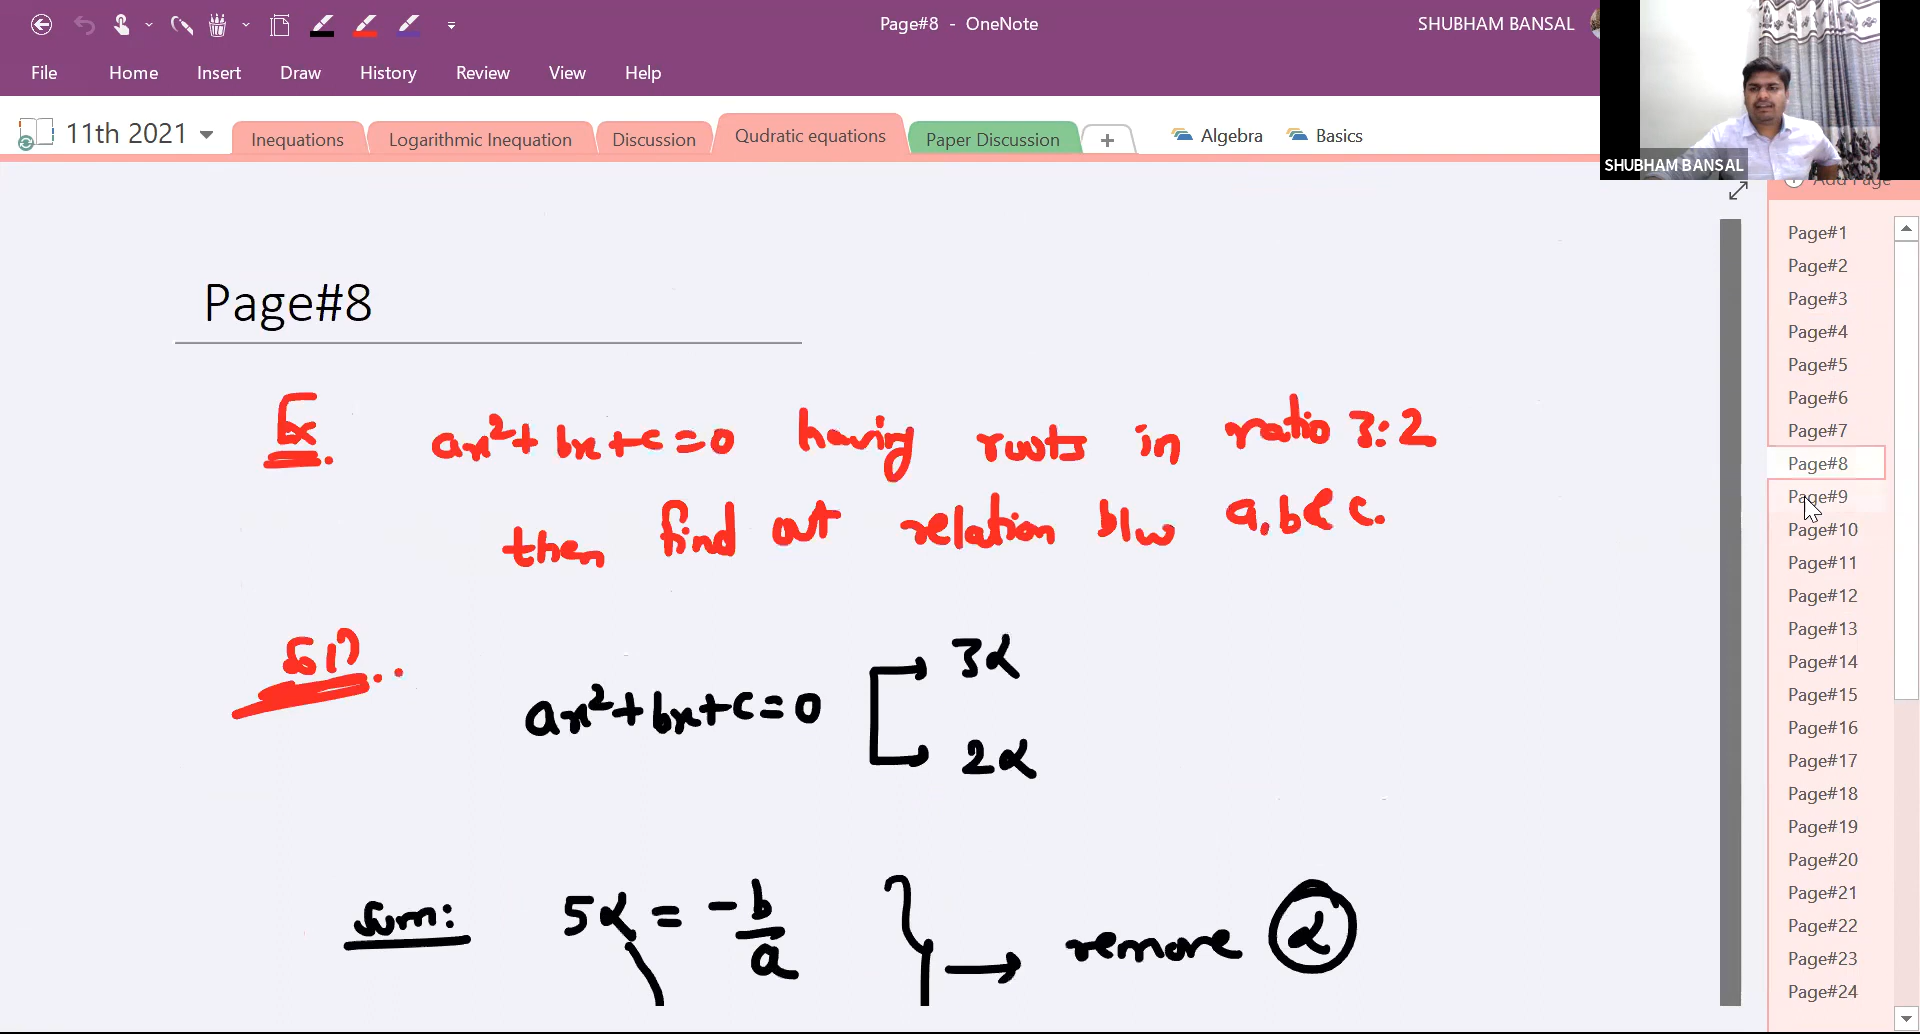 Page#8 - OneNote
SHUBHAM BANSAL
File Home Insert Draw History Review View Help
11th 2021 Inequations Logarithmic Inequation Discussion Qudratic equations Paper Discussion + Algebra Basics
SHUBHAM BANSAL
Add Page
Page#1
Page#2
Page#3
Page#4
Page#5
Page#6
Page#7
Page#8
Page#9
Page#10
Page#11
Page#12
Page#13
Page#14
Page#15
Page#16
Page#17
Page#18
Page#19
Page#20
Page#21
Page#22
Page#23
Page#24
Page#8
Ex. ax²+bx+c=0 having roots in ratio 3:2
then find out relation b/w a,b & c.
Solⁿ.
ax²+bx+c=0
3α
2α
sum: 5α = -b/a → remove α